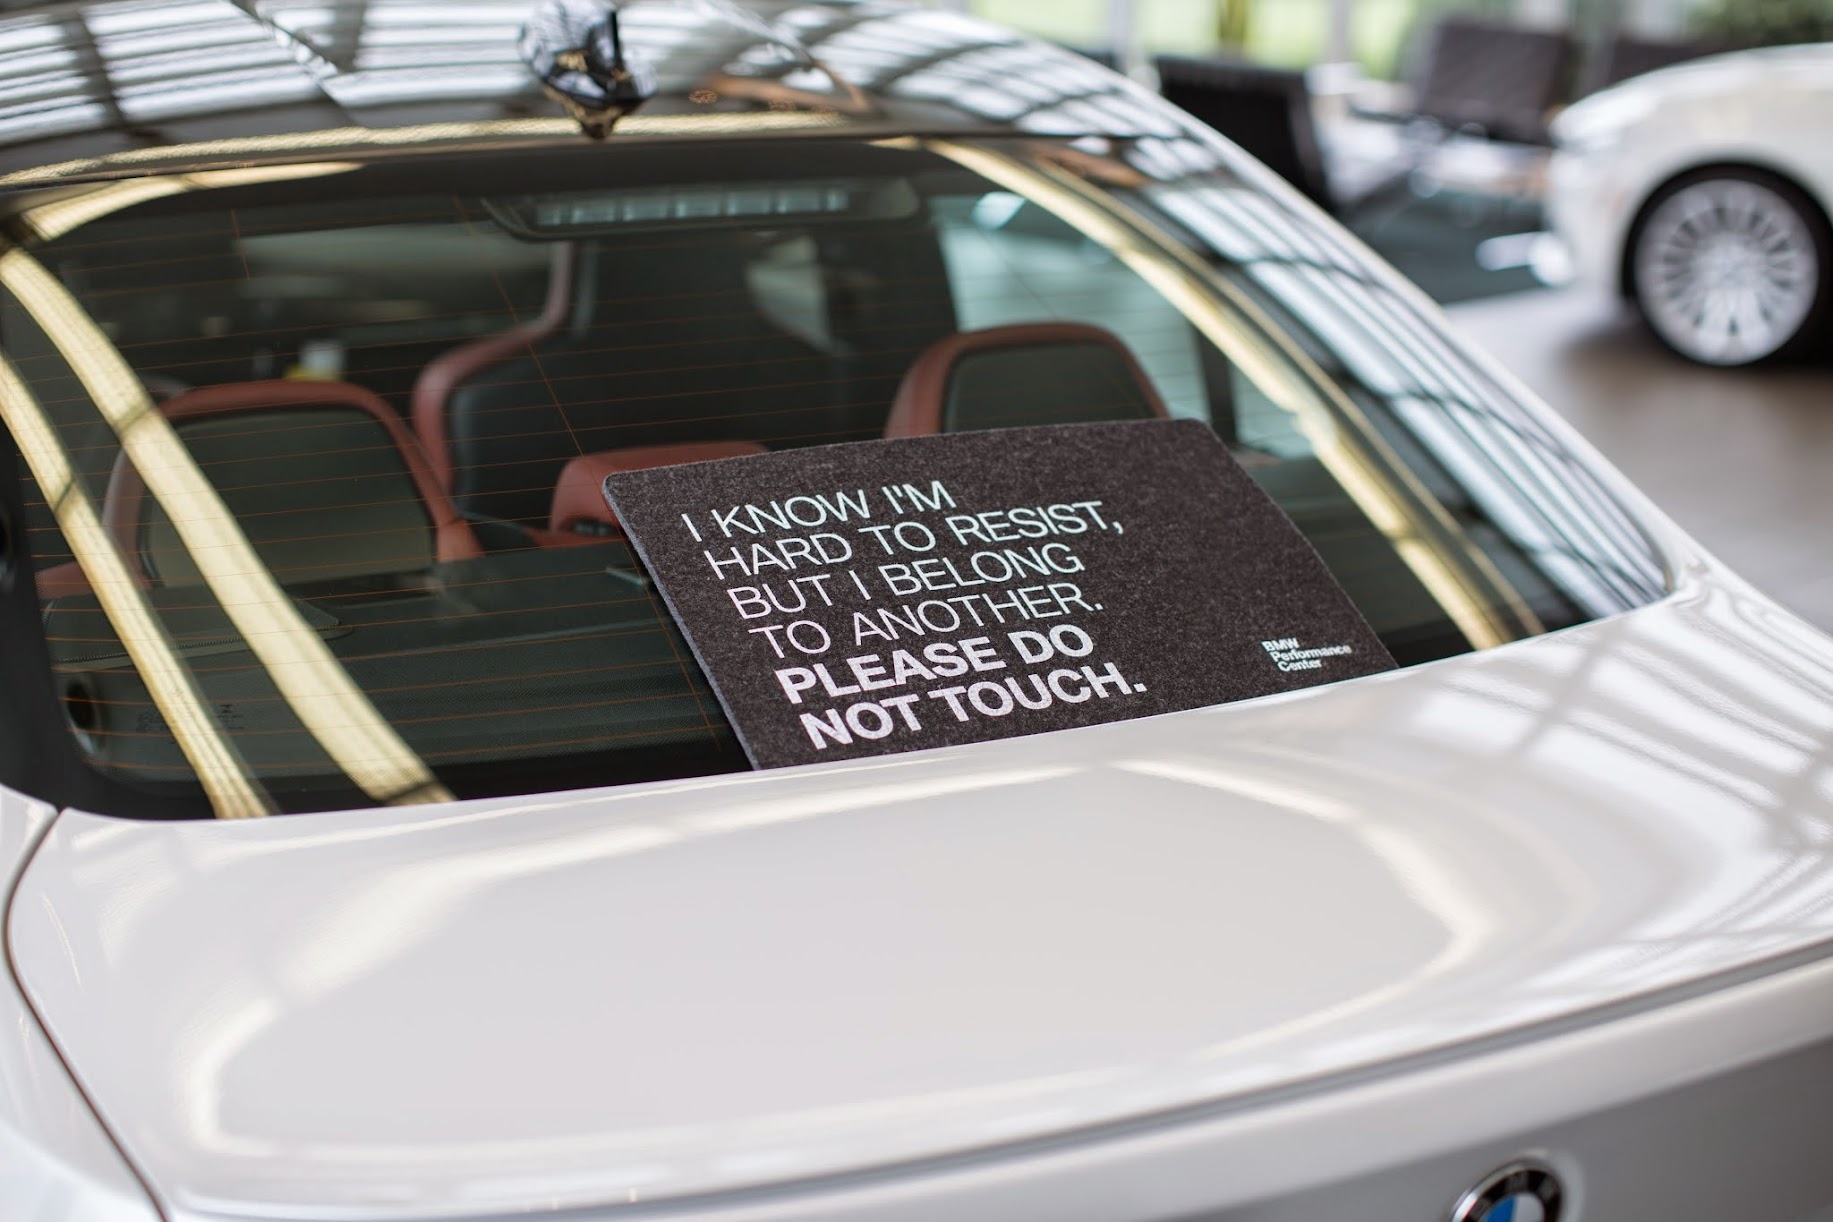 I KNOW I'M
HARD TO RESIST,
BUT I BELONG
TO ANOTHER.
PLEASE DO
NOT TOUCH.
BMW
Performance
Center